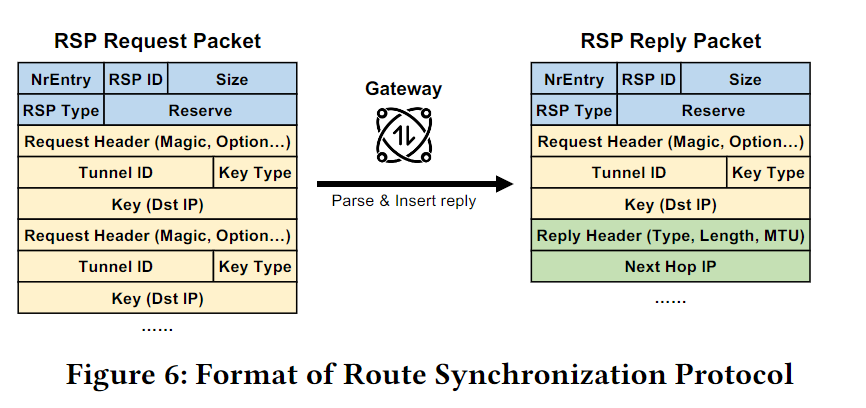 RSP Request Packet
NrEntry RSP ID Size
RSP Type Reserve
Request Header (Magic, Option...)
Tunnel ID Key Type
Key (Dst IP)
Request Header (Magic, Option...)
Tunnel ID Key Type
Key (Dst IP)
......
Gateway
Parse & Insert reply
RSP Reply Packet
NrEntry RSP ID Size
RSP Type Reserve
Request Header (Magic, Option...)
Tunnel ID Key Type
Key (Dst IP)
Reply Header (Type, Length, MTU)
Next Hop IP
......
Figure 6: Format of Route Synchronization Protocol